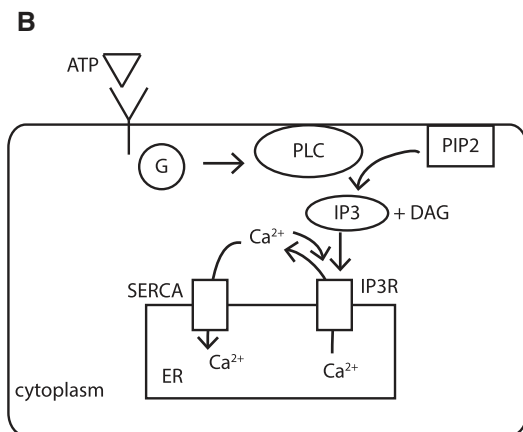 B
ATP
G
PLC
PIP2
IP3
+ DAG
Ca²⁺
SERCA
IP3R
Ca²⁺
Ca²⁺
ER
cytoplasm